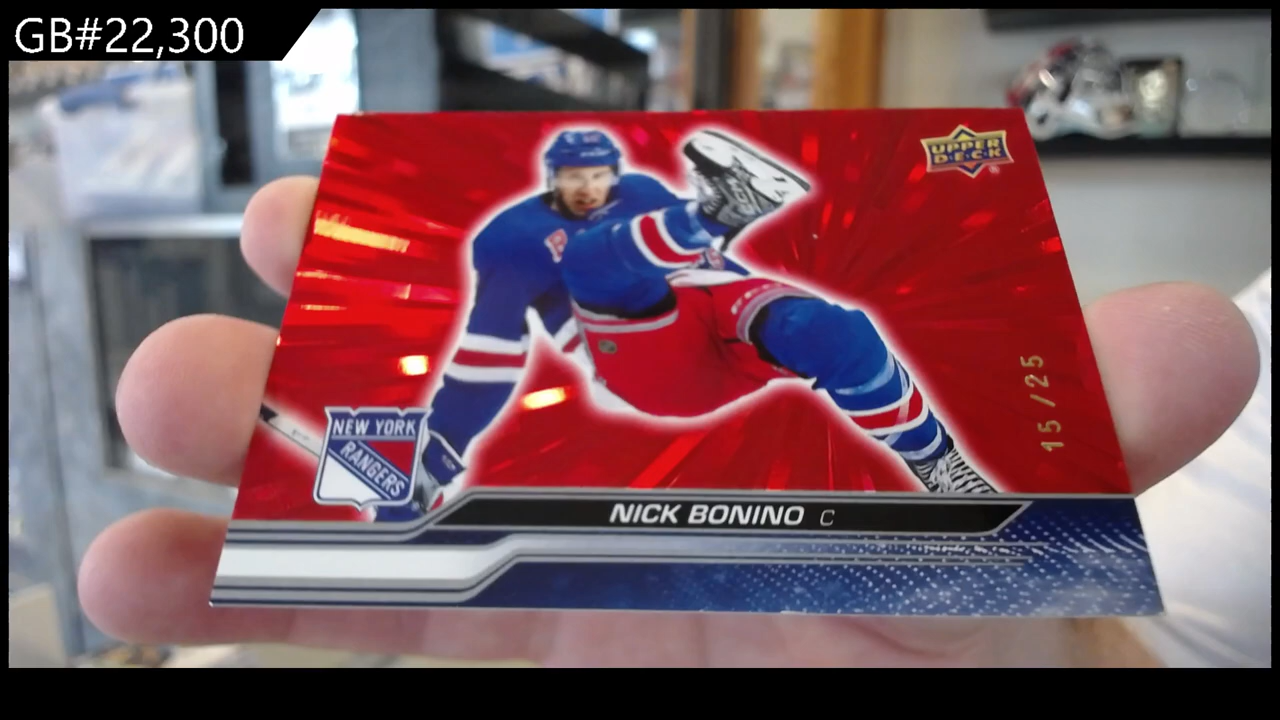 GB#22,300
UPPER
DECK
15/25
NEW YORK
RANGERS
NICK BONINO C